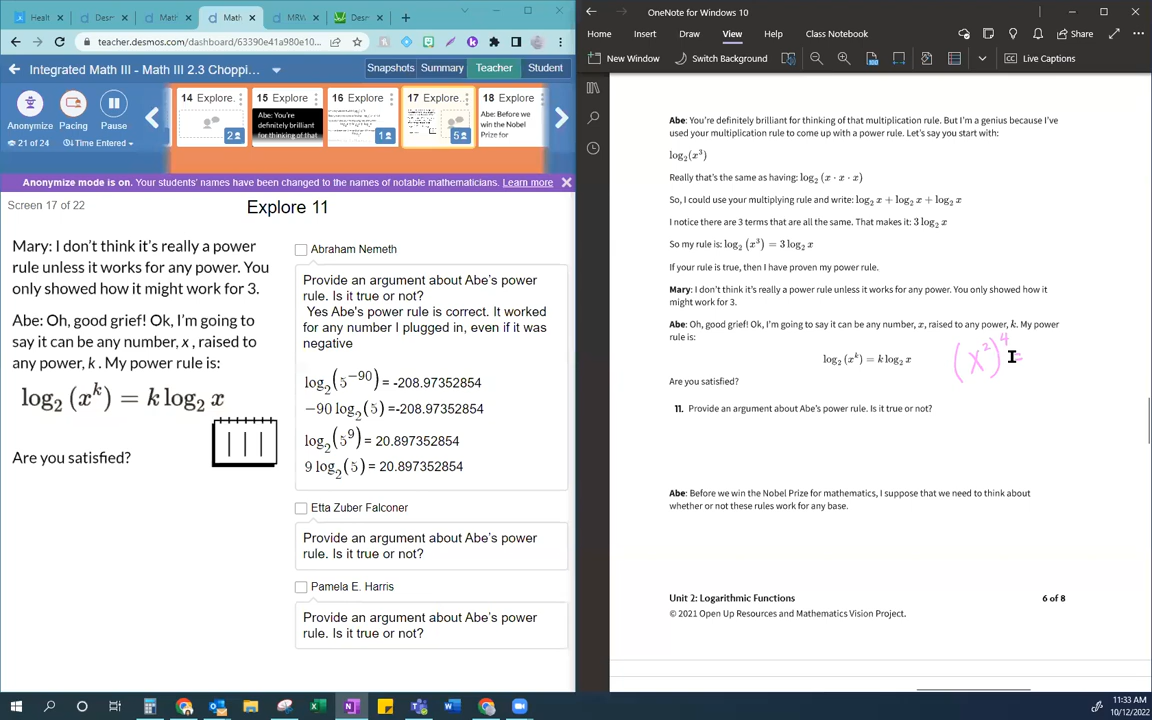 Healt
Desm
Math
Math
MRW
Desm
teacher.desmos.com/dashboard/63390e41a980e10...
Integrated Math III - Math III 2.3 Choppi...
Snapshots
Summary
Teacher
Student
Anonymize
Pacing
Pause
21 of 24
Time Entered
14 Explore.
2
15 Explore
Abe: You're
definitely brilliant
for thinking of that
16 Explore
1
17 Explore..
5
18 Explore
Abe: Before we
win the Nobel
Prize for
Anonymize mode is on. Your students' names have been changed to the names of notable mathematicians. Learn more
Screen 17 of 22
Explore 11
Mary: I don't think it's really a power
rule unless it works for any power. You
only showed how it might work for 3.
Abe: Oh, good grief! Ok, I'm going to
say it can be any number, x, raised to
any power, k. My power rule is:
log₂ (xᵏ) = k log₂ x
Are you satisfied?
Abraham Nemeth
Provide an argument about Abe's power
rule. Is it true or not?
Yes Abe's power rule is correct. It worked
for any number I plugged in, even if it was
negative
log₂(5⁻⁹⁰) = -208.97352854
−90 log₂(5) =-208.97352854
log₂(5⁹) = 20.897352854
9 log₂(5) = 20.897352854
Etta Zuber Falconer
Provide an argument about Abe's power
rule. Is it true or not?
Pamela E. Harris
Provide an argument about Abe's power
rule. Is it true or not?
OneNote for Windows 10
Home
Insert
Draw
View
Help
Class Notebook
Share
New Window
Switch Background
100
CC Live Captions
Abe: You're definitely brilliant for thinking of that multiplication rule. But I'm a genius because I've
used your multiplication rule to come up with a power rule. Let's say you start with:
log₂(x³)
Really that's the same as having: log₂ (x · x · x)
So, I could use your multiplying rule and write: log₂ x + log₂ x + log₂ x
I notice there are 3 terms that are all the same. That makes it: 3 log₂ x
So my rule is: log₂ (x³) = 3 log₂ x
If your rule is true, then I have proven my power rule.
Mary: I don't think it's really a power rule unless it works for any power. You only showed how it
might work for 3.
Abe: Oh, good grief! Ok, I'm going to say it can be any number, x, raised to any power, k. My power
rule is:
log₂ (xᵏ) = k log₂ x
(x²)⁴ =
Are you satisfied?
11. Provide an argument about Abe's power rule. Is it true or not?
Abe: Before we win the Nobel Prize for mathematics, I suppose that we need to think about
whether or not these rules work for any base.
Unit 2: Logarithmic Functions
6 of 8
© 2021 Open Up Resources and Mathematics Vision Project.
11:33 AM
10/12/2022